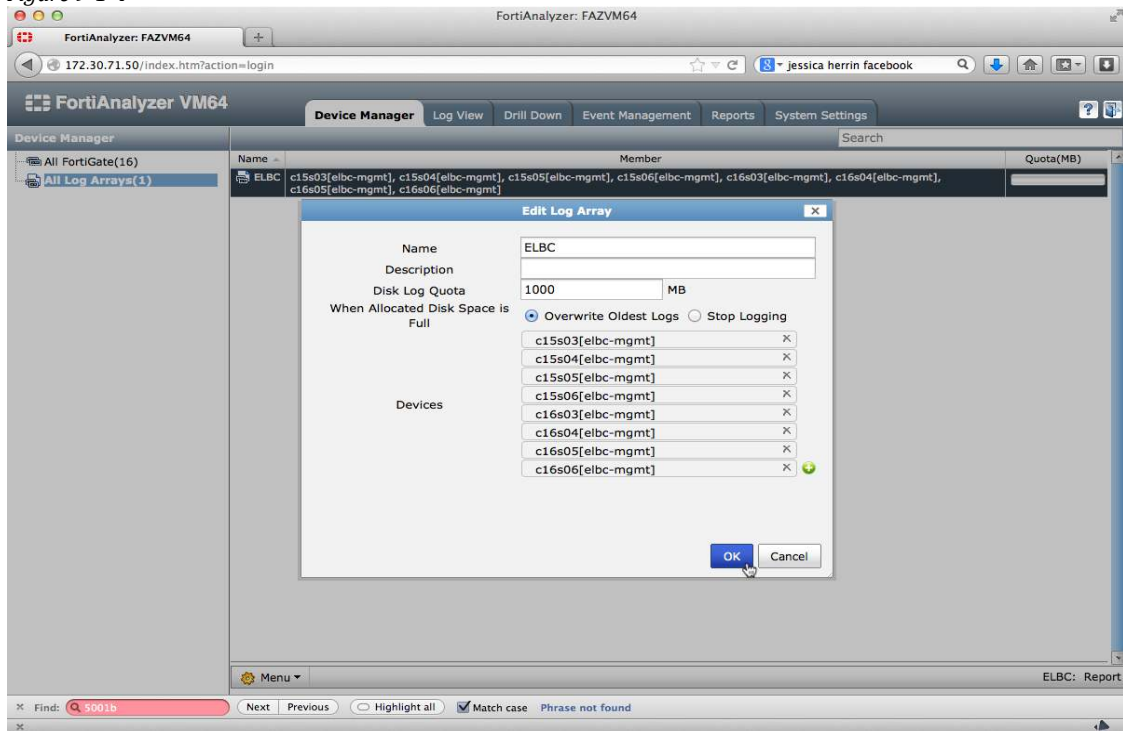 FortiAnalyzer: FAZVM64
FortiAnalyzer: FAZVM64
172.30.71.50/index.htm?action=login
jessica herrin facebook
FortiAnalyzer VM64
Device Manager Log View Drill Down Event Management Reports System Settings
Device Manager
Search
All FortiGate(16)
All Log Arrays(1)
Name Member Quota(MB)
ELBC c15s03[elbc-mgmt], c15s04[elbc-mgmt], c15s05[elbc-mgmt], c15s06[elbc-mgmt], c16s03[elbc-mgmt], c16s04[elbc-mgmt],
c16s05[elbc-mgmt], c16s06[elbc-mgmt]
Edit Log Array
Name ELBC
Description
Disk Log Quota 1000 MB
When Allocated Disk Space is
Full
Overwrite Oldest Logs Stop Logging
Devices
c15s03[elbc-mgmt]
c15s04[elbc-mgmt]
c15s05[elbc-mgmt]
c15s06[elbc-mgmt]
c16s03[elbc-mgmt]
c16s04[elbc-mgmt]
c16s05[elbc-mgmt]
c16s06[elbc-mgmt]
OK Cancel
Menu
ELBC: Report
Find: 5001b Next Previous Highlight all Match case Phrase not found